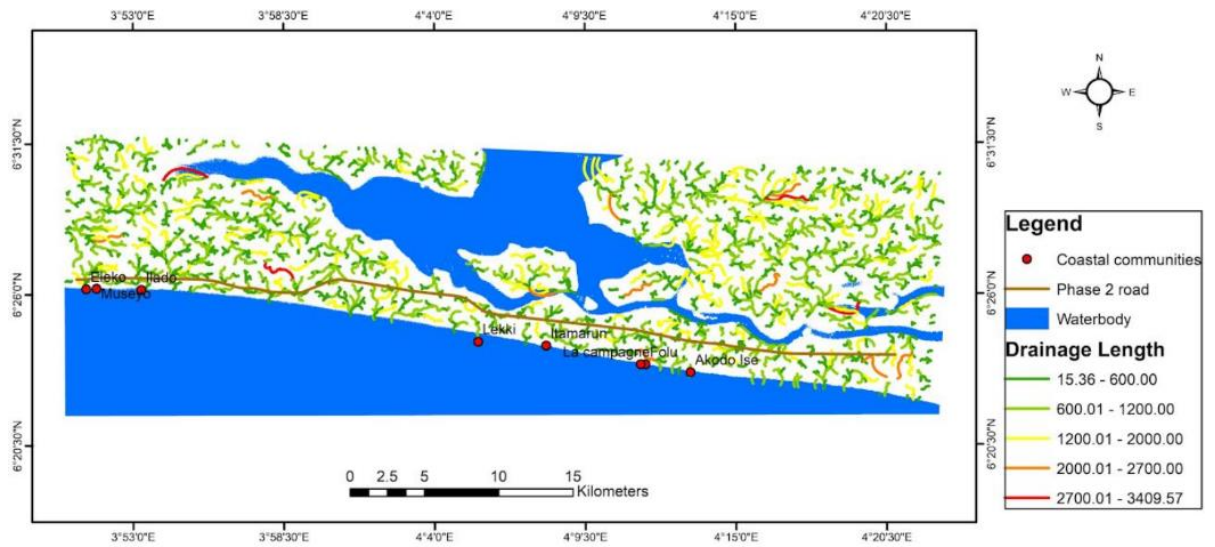 3°53'0"E 3°58'30"E 4°4'0"E 4°9'30"E 4°15'0"E 4°20'30"E
N
W E
S
6°31'30"N 6°31'0"N
Legend
Coastal communities
Phase 2 road
Waterbody
Drainage Length
15.36 - 600.00
600.01 - 1200.00
1200.01 - 2000.00
2000.01 - 2700.00
2700.01 - 3409.57
6°26'0"N 6°26'0"N
Eleko Ilado
Museyo
Lekki
Itamarun
La campagne Folu
Akodo Ise
6°20'30"N 6°20'30"N
0 2.5 5 10 15
Kilometers
3°53'0"E 3°58'30"E 4°4'0"E 4°9'30"E 4°15'0"E 4°20'30"E